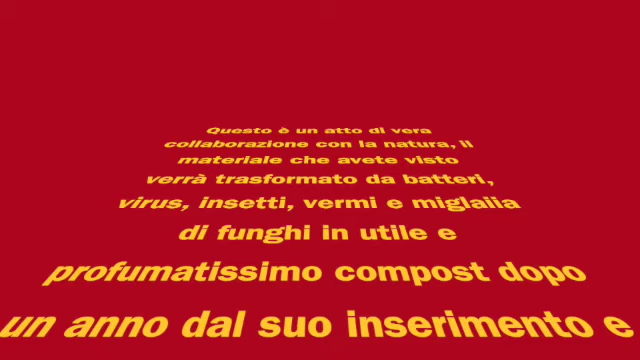 Questo è un atto di vera
collaborazione con la natura, il
materiale che avete visto
verrà trasformato da batteri,
virus, insetti, vermi e miglaiia
di funghi in utile e
profumatissimo compost dopo
un anno dal suo inserimento e